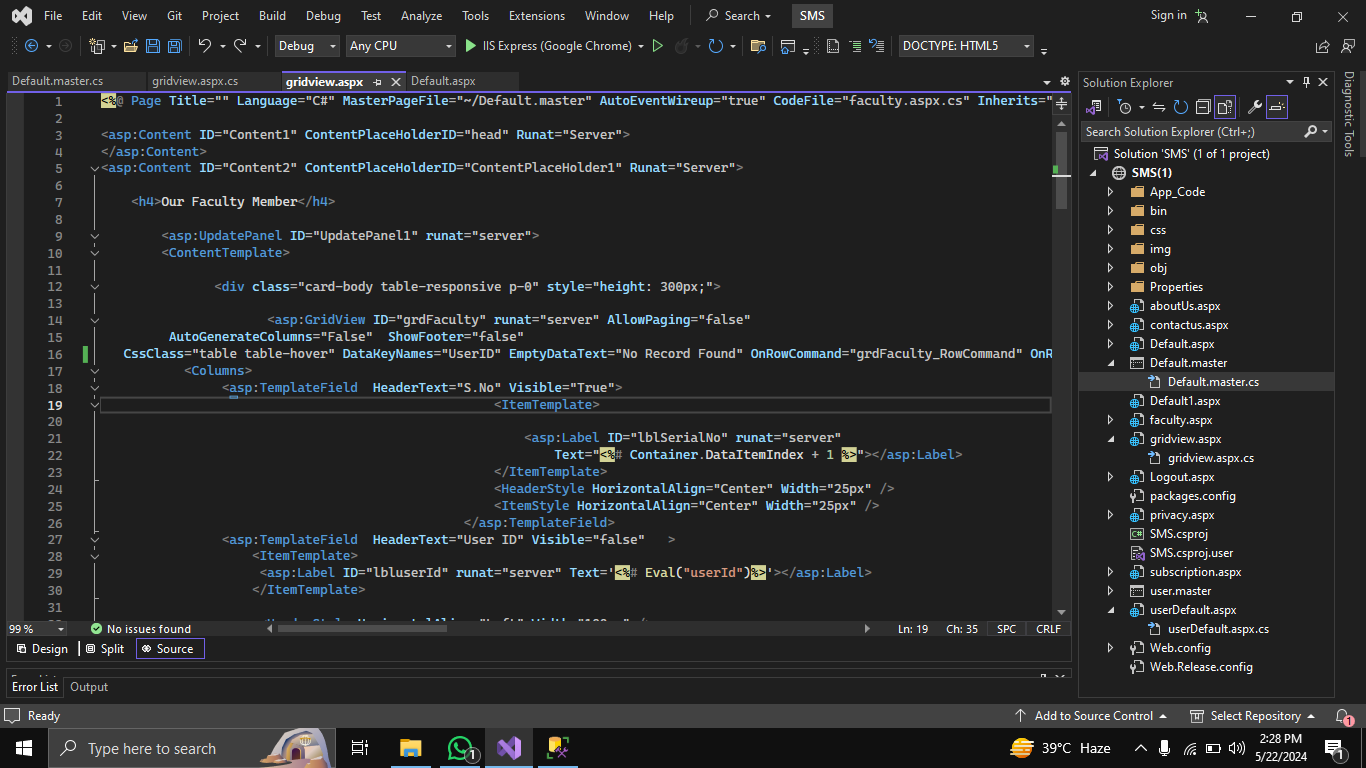 File Edit View Git Project Build Debug Test Analyze Tools Extensions Window Help Search SMS Sign in
Debug Any CPU IIS Express (Google Chrome) DOCTYPE: HTML5
Default.master.cs gridview.aspx.cs gridview.aspx Default.aspx
1 <%@ Page Title="" Language="C#" MasterPageFile="~/Default.master" AutoEventWireup="true" CodeFile="faculty.aspx.cs" Inherits="
2
3 <asp:Content ID="Content1" ContentPlaceHolderID="head" Runat="Server">
4 </asp:Content>
5 <asp:Content ID="Content2" ContentPlaceHolderID="ContentPlaceHolder1" Runat="Server">
6
7 <h4>Our Faculty Member</h4>
8
9 <asp:UpdatePanel ID="UpdatePanel1" runat="server">
10 <ContentTemplate>
11
12 <div class="card-body table-responsive p-0" style="height: 300px;">
13
14 <asp:GridView ID="grdFaculty" runat="server" AllowPaging="false"
15 AutoGenerateColumns="False" ShowFooter="false"
16 CssClass="table table-hover" DataKeyNames="UserID" EmptyDataText="No Record Found" OnRowCommand="grdFaculty_RowCommand" OnR
17 <Columns>
18 <asp:TemplateField HeaderText="S.No" Visible="True">
19 <ItemTemplate>
20
21 <asp:Label ID="lblSerialNo" runat="server"
22 Text="<%# Container.DataItemIndex + 1 %>"></asp:Label>
23 </ItemTemplate>
24 <HeaderStyle HorizontalAlign="Center" Width="25px" />
25 <ItemStyle HorizontalAlign="Center" Width="25px" />
26 </asp:TemplateField>
27 <asp:TemplateField HeaderText="User ID" Visible="false" >
28 <ItemTemplate>
29 <asp:Label ID="lbluserId" runat="server" Text='<%# Eval("userId")%>'></asp:Label>
30 </ItemTemplate>
31
99 % No issues found Ln: 19 Ch: 35 SPC CRLF
Design Split Source
Error List Output
Solution Explorer
Search Solution Explorer (Ctrl+;)
Solution 'SMS' (1 of 1 project)
SMS(1)
App_Code
bin
css
img
obj
Properties
aboutUs.aspx
contactus.aspx
Default.aspx
Default.master
Default.master.cs
Default1.aspx
faculty.aspx
gridview.aspx
gridview.aspx.cs
Logout.aspx
packages.config
privacy.aspx
SMS.csproj
SMS.csproj.user
subscription.aspx
user.master
userDefault.aspx
userDefault.aspx.cs
Web.config
Web.Release.config
Diagnostic Tools
Ready Add to Source Control Select Repository 1
Type here to search 1 39°C Haze 2:28 PM
5/22/2024 1